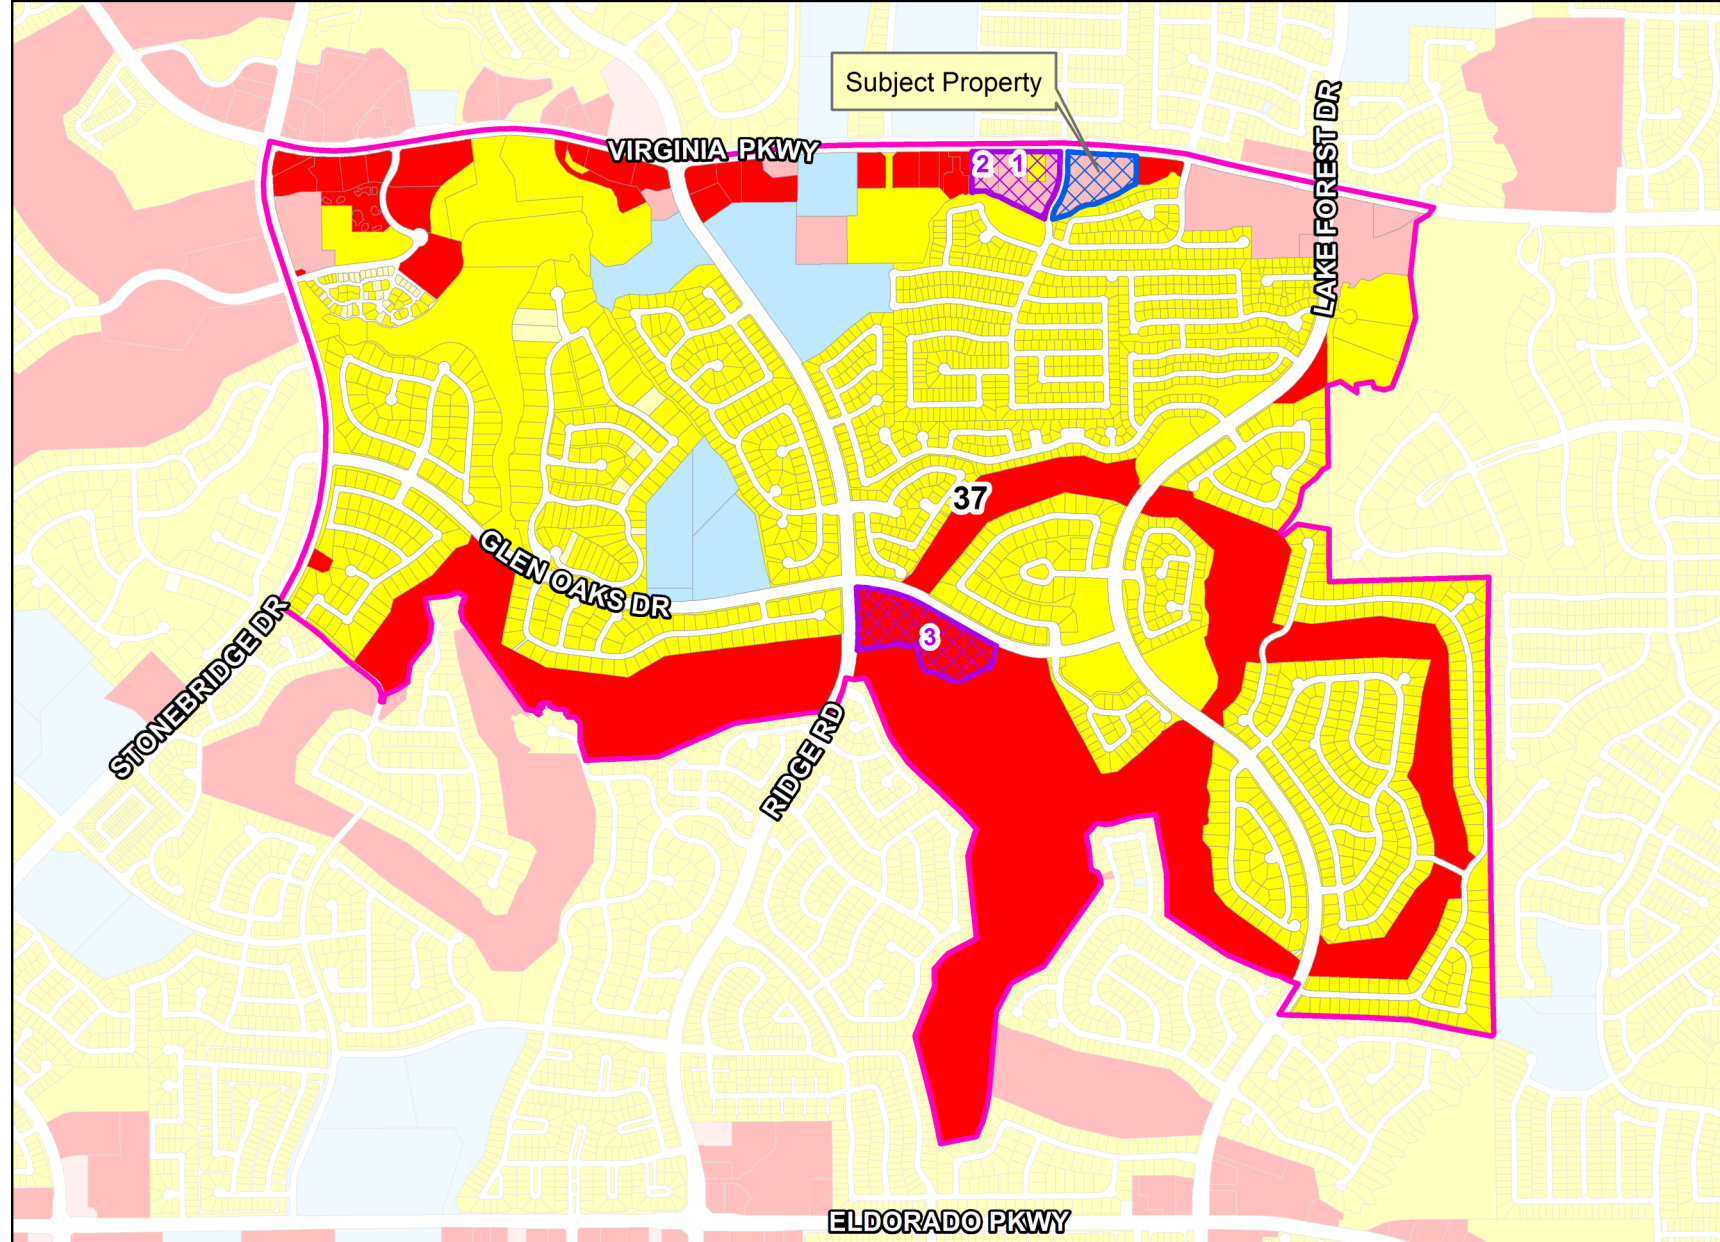 Subject Property
LAKE FOREST DR
VIRGINIA PKWY
2
1
37
GLEN OAKS DR
STONEBRIDGE DR
3
RIDGE RD
ELDORADO PKWY